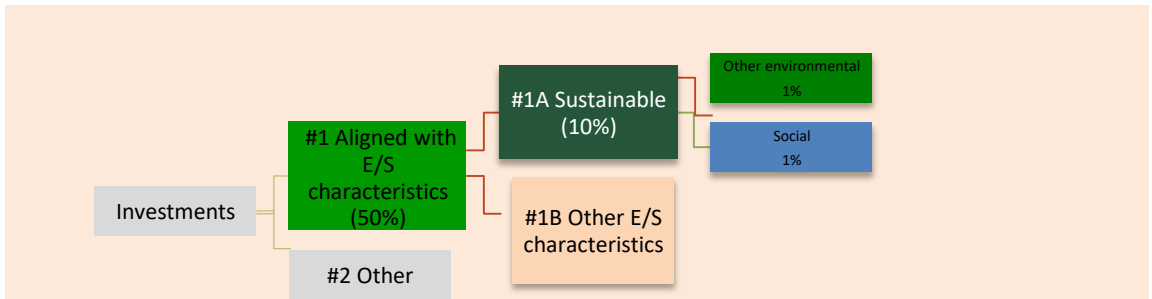 Investments
#1 Aligned with
E/S
characteristics
(50%)
#2 Other
#1A Sustainable
(10%)
#1B Other E/S
characteristics
Other environmental
1%
Social
1%